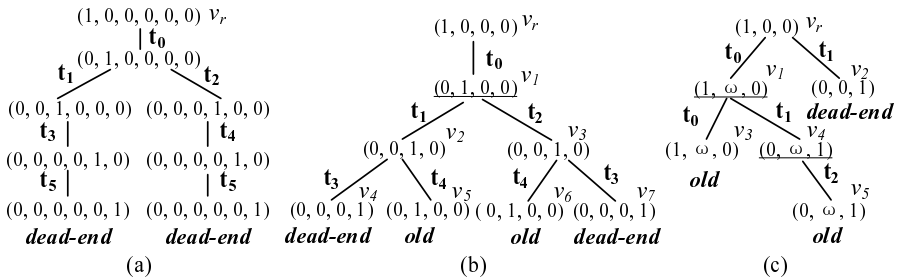 (a)
(1, 0, 0, 0, 0, 0) vr
t0
(0, 1, 0, 0, 0, 0)
t1 t2
(0, 0, 1, 0, 0, 0) (0, 0, 0, 1, 0, 0)
t3 t4
(0, 0, 0, 0, 1, 0) (0, 0, 0, 0, 1, 0)
t5 t5
(0, 0, 0, 0, 0, 1) (0, 0, 0, 0, 0, 1)
dead-end dead-end
(1, 0, 0, 0) vr
t0
(0, 1, 0, 0) v1
t1 t2
(0, 0, 1, 0) v2 (0, 0, 1, 0) v3
t3 t4 t4 t3
(0, 0, 0, 1) v4 (0, 1, 0, 0) v5 (0, 1, 0, 0) v6 (0, 0, 0, 1) v7
dead-end old old dead-end
(b)
(1, 0, 0) vr
t0 t1
(1, ω, 0) v1 (0, 0, 1) v2
dead-end
t0 t1
(1, ω, 0) v3 (0, ω, 1) v4
old
t2
(0, ω, 1) v5
old
(c)